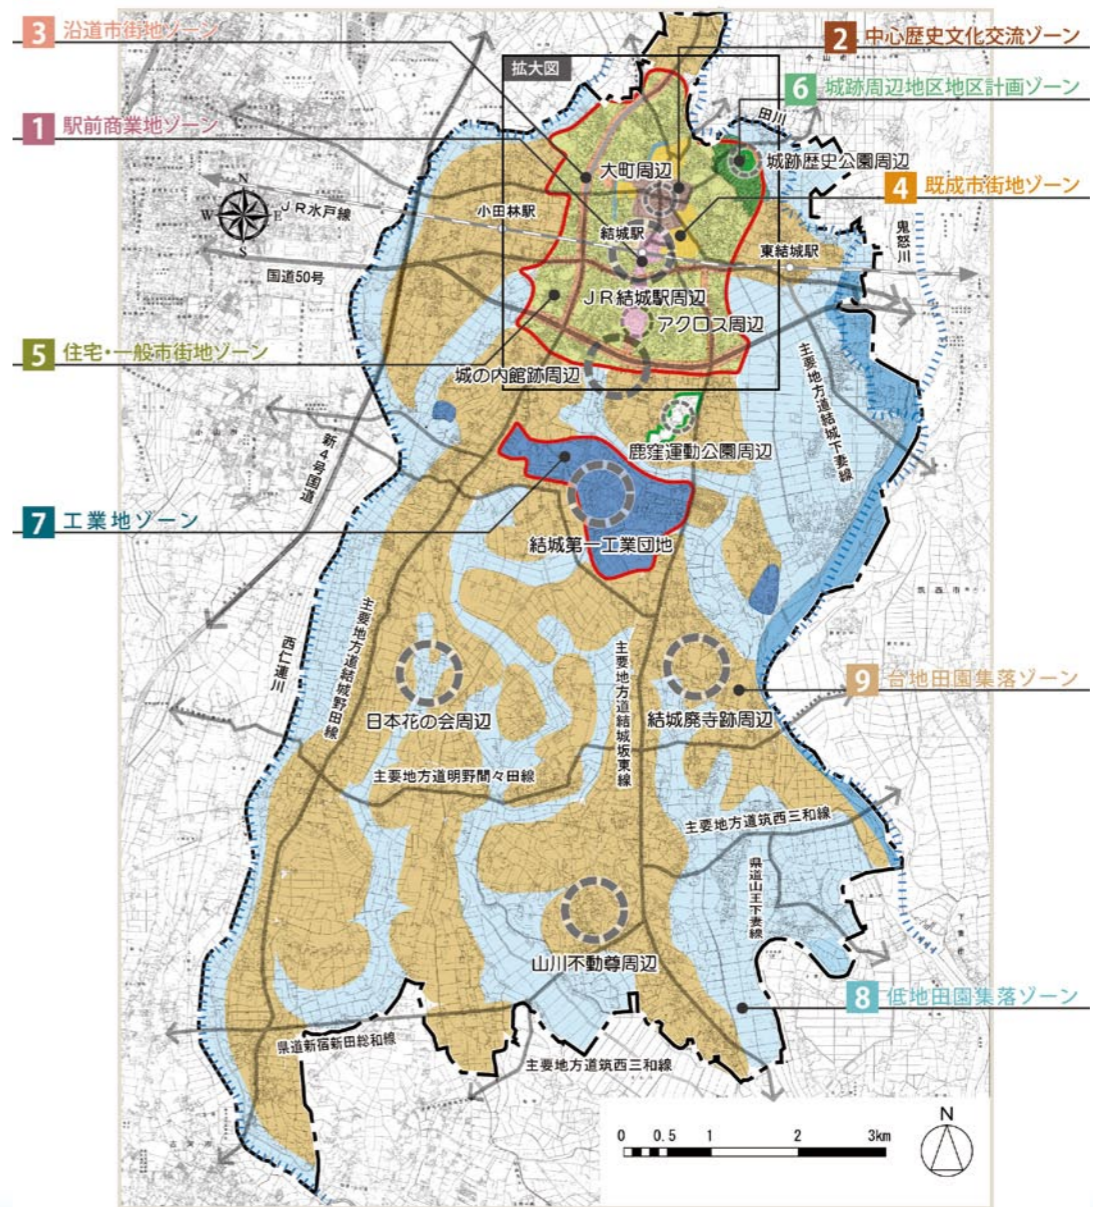 3 沿道市街地ゾーン
2 中心歴史文化交流ゾーン
拡大図
6 城跡周辺地区地区計画ゾーン
田川
1 駅前商業地ゾーン
城跡歴史公園周辺
大町周辺
4 既成市街地ゾーン
N
W E
S
JR水戸線
小田林駅
結城駅
東結城駅
鬼怒川
国道50号
JR結城駅周辺
アクロス周辺
5 住宅・一般市街地ゾーン
城の内館跡周辺
主要地方道結城下妻線
小山市
鹿窪運動公園周辺
新4号国道
7 工業地ゾーン
結城第一工業団地
筑西市
西仁連川
主要地方道結城野田線
主要地方道結城坂東線
9 台地田園集落ゾーン
日本花の会周辺
結城廃寺跡周辺
主要地方道明野間々田線
主要地方道筑西三和線
県道山王下妻線
山川不動尊周辺
8 低地田園集落ゾーン
県道新宿新田総和線
主要地方道筑西三和線
0 0.5 1 2 3km
N